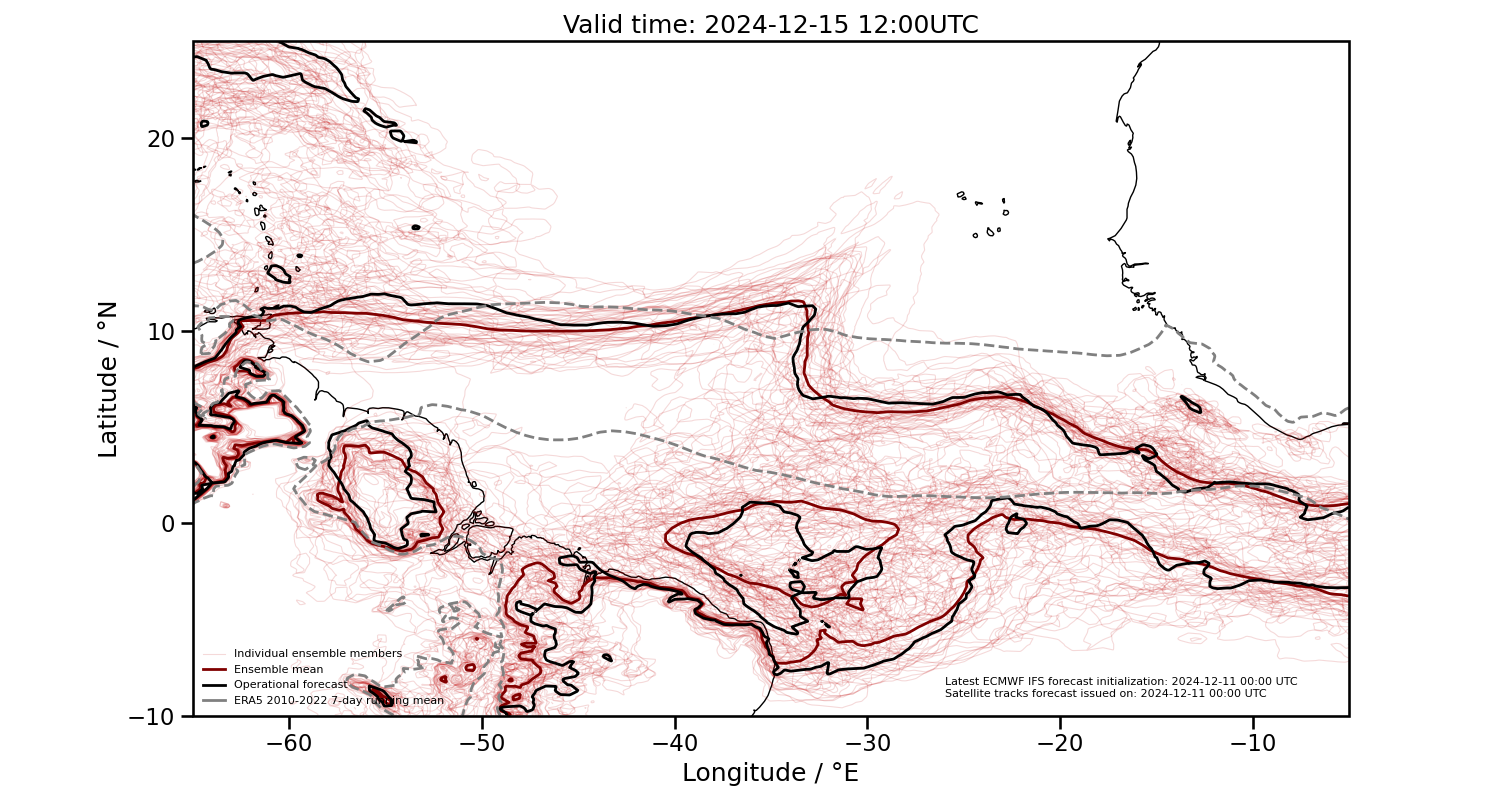 Valid time: 2024-12-15 12:00UTC
Latitude / °N
20
10
0
−10
Individual ensemble members
Ensemble mean
Operational forecast
ERA5 2010-2022 7-day running mean
Latest ECMWF IFS forecast initialization: 2024-12-11 00:00 UTC
Satellite tracks forecast issued on: 2024-12-11 00:00 UTC
−60 −50 −40 −30 −20 −10
Longitude / °E